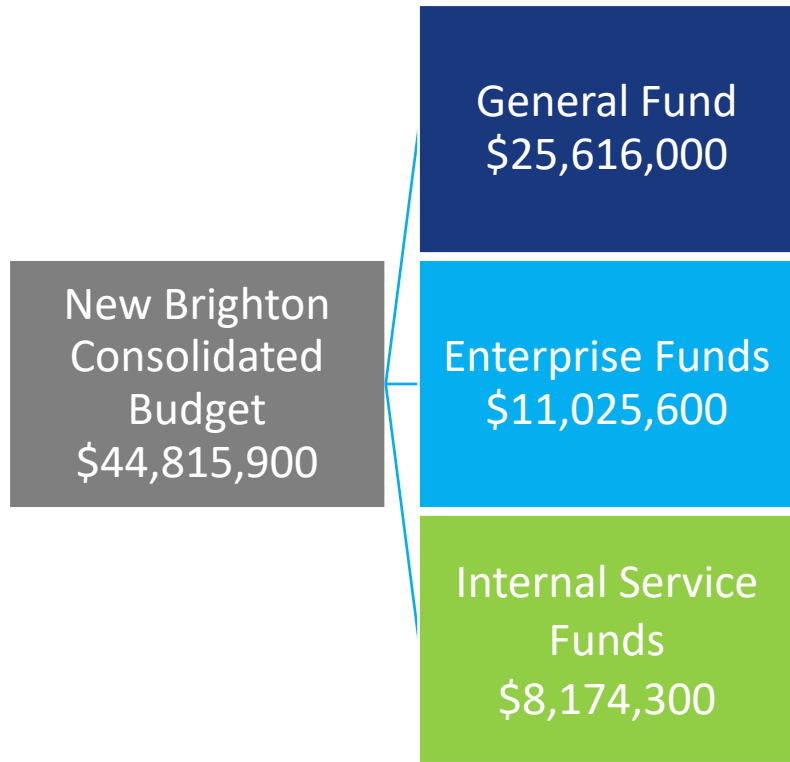 General Fund
$25,616,000
New Brighton
Consolidated
Budget
$44,815,900
Enterprise Funds
$11,025,600
Internal Service
Funds
$8,174,300